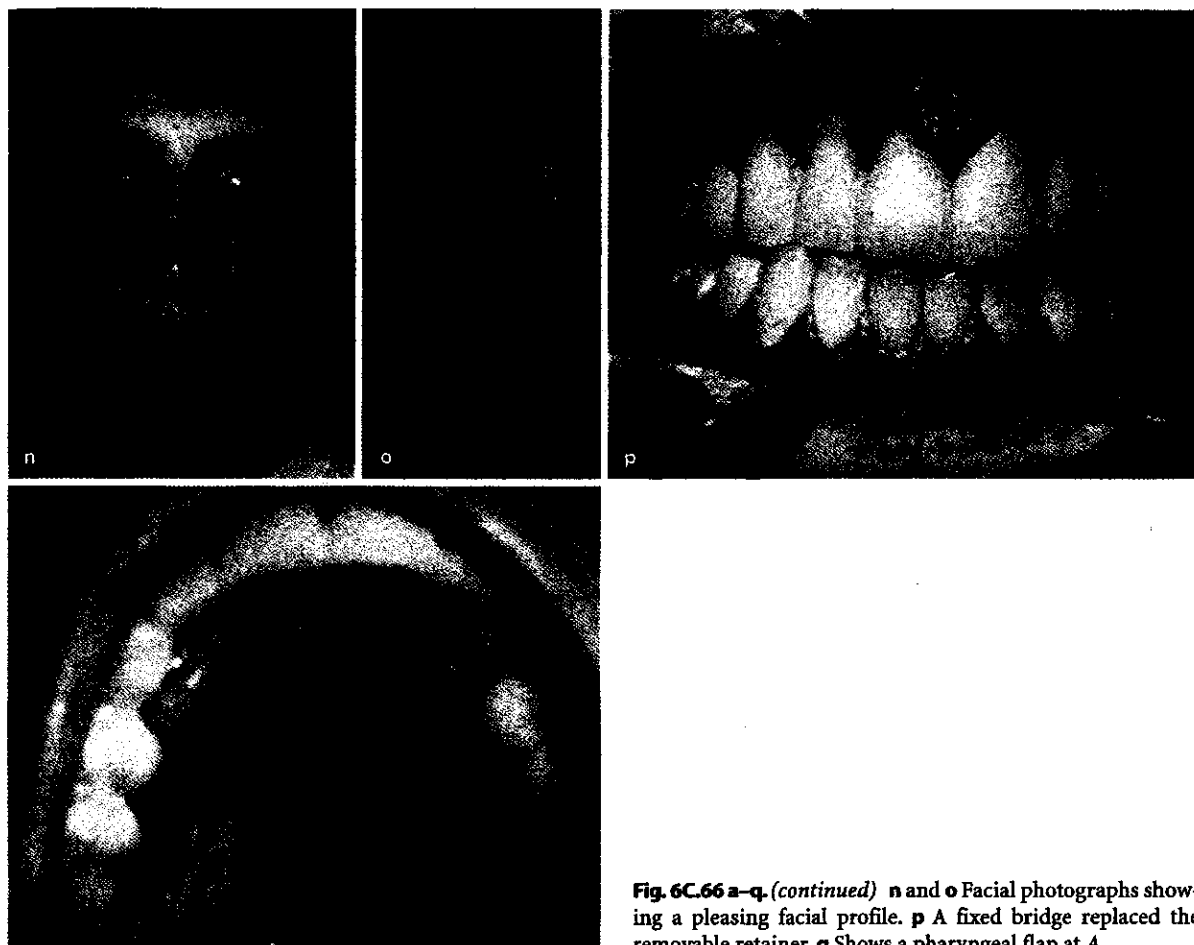 n
o
p
Fig. 6C.66 a–q. (continued) n and o Facial photographs show-
ing a pleasing facial profile. p A fixed bridge replaced the
removable retainer. q Shows a pharyngeal flap at 4